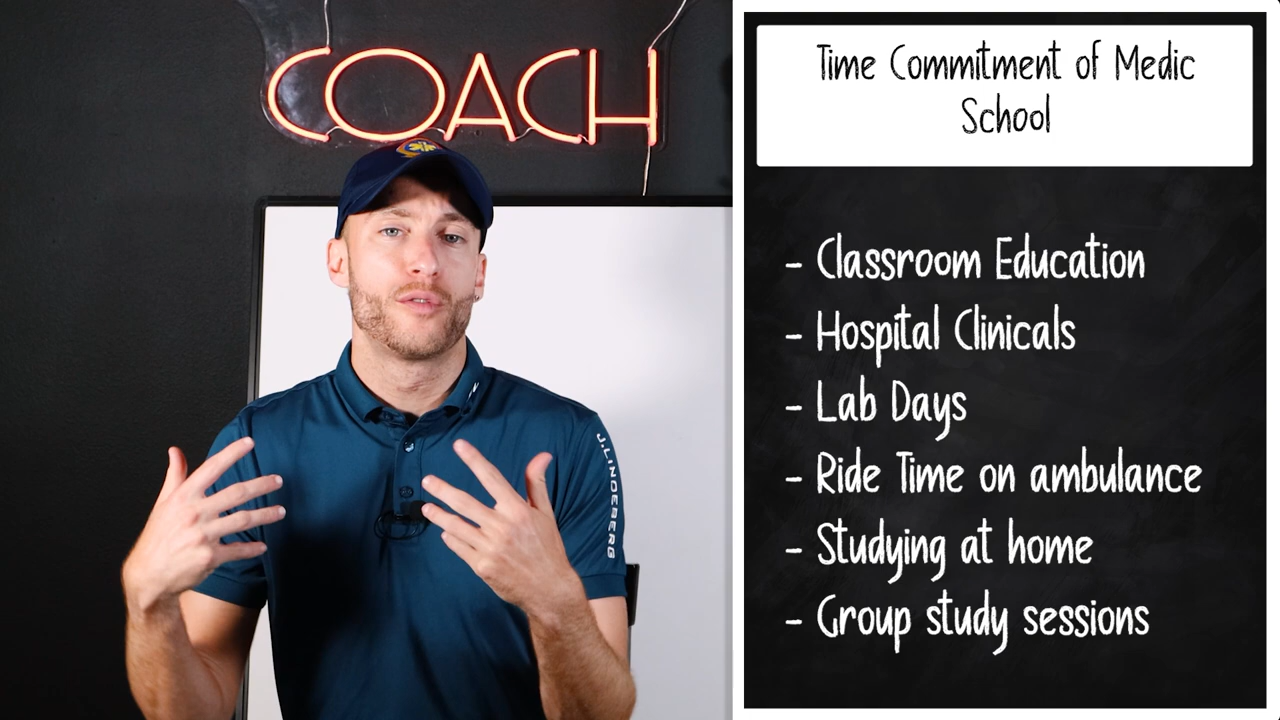 COACH
J.LINDEBERG
Time Commitment of Medic
School
- Classroom Education
- Hospital Clinicals
- Lab Days
- Ride Time on ambulance
- Studying at home
- Group study sessions